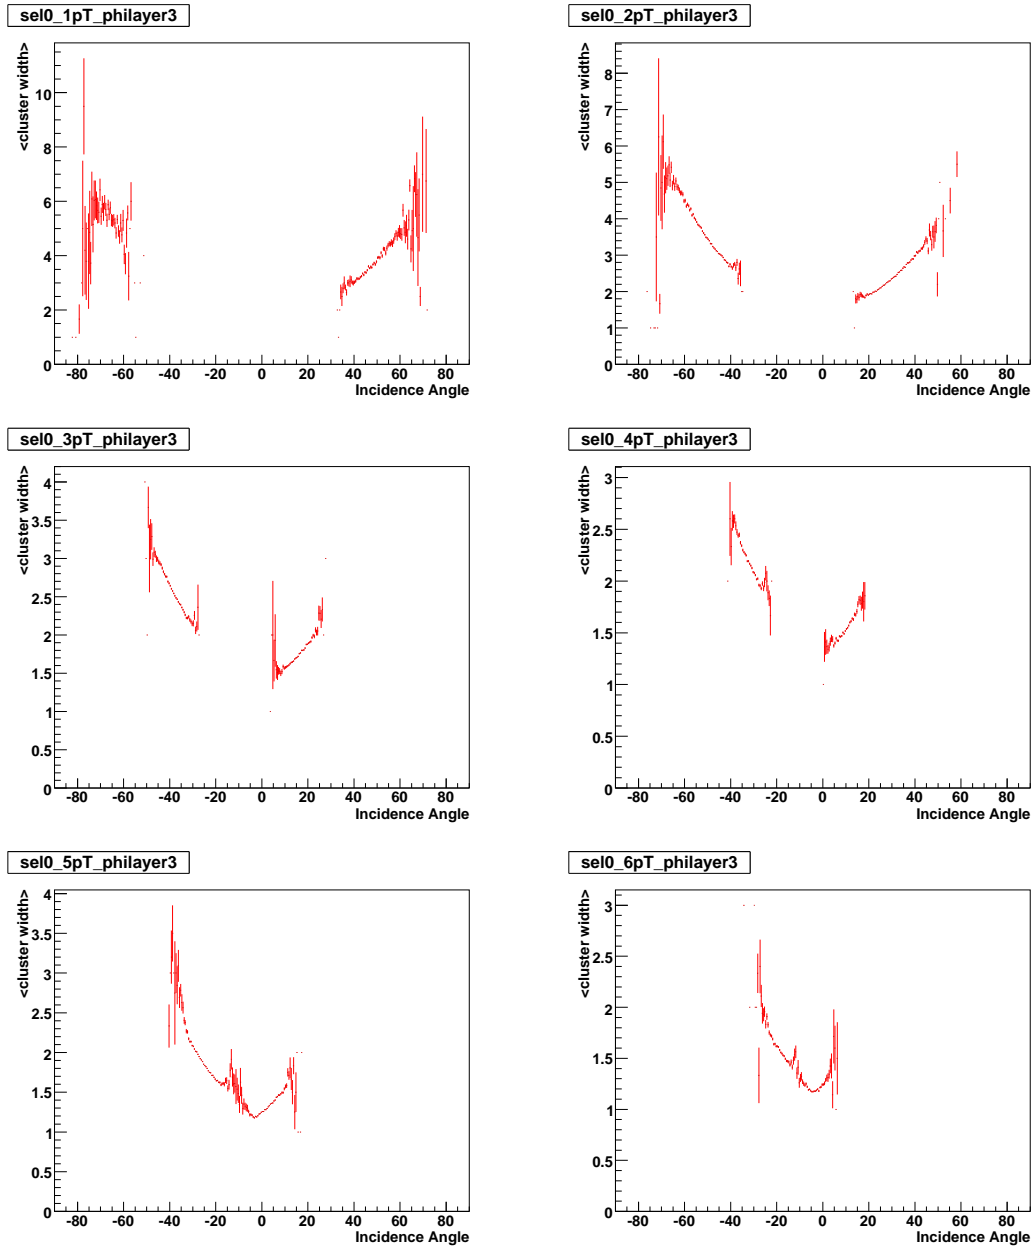 sel0_1pT_philayer3
<cluster width>
10
8
6
4
2
0
-80 -60 -40 -20 0 20 40 60 80
Incidence Angle
sel0_2pT_philayer3
<cluster width>
8
7
6
5
4
3
2
1
0
-80 -60 -40 -20 0 20 40 60 80
Incidence Angle
sel0_3pT_philayer3
<cluster width>
4
3.5
3
2.5
2
1.5
1
0.5
0
-80 -60 -40 -20 0 20 40 60 80
Incidence Angle
sel0_4pT_philayer3
<cluster width>
3
2.5
2
1.5
1
0.5
0
-80 -60 -40 -20 0 20 40 60 80
Incidence Angle
sel0_5pT_philayer3
<cluster width>
4
3.5
3
2.5
2
1.5
1
0.5
0
-80 -60 -40 -20 0 20 40 60 80
Incidence Angle
sel0_6pT_philayer3
<cluster width>
3
2.5
2
1.5
1
0.5
0
-80 -60 -40 -20 0 20 40 60 80
Incidence Angle